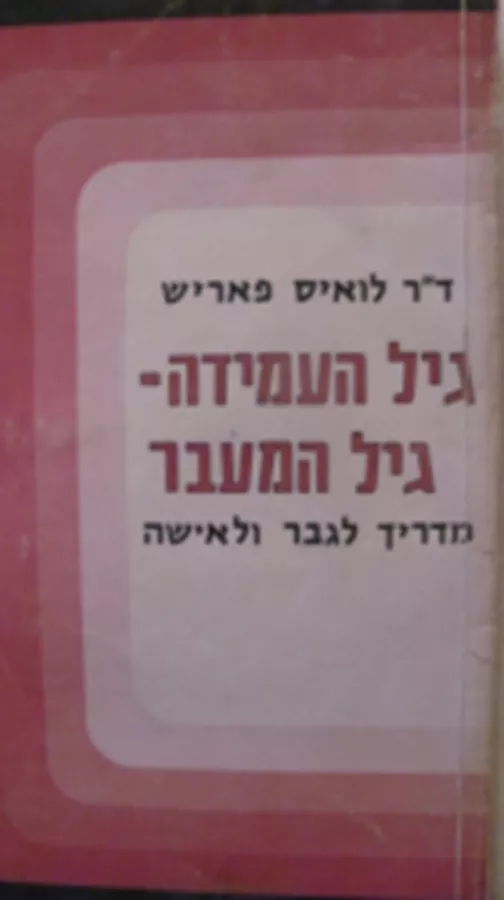 ד"ר לואיס פאריש
גיל העמידה-
גיל המעבר
מדריך לגבר ולאישה